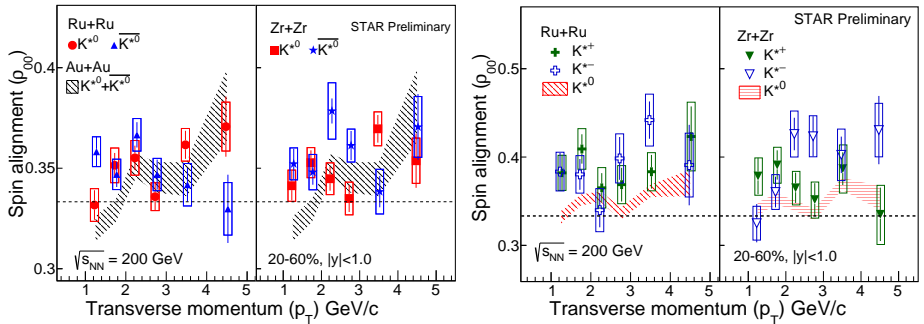 Ru+Ru
K*0 K*0
Au+Au
K*0+K*0
√sNN = 200 GeV
Zr+Zr
K*0 K*0
STAR Preliminary
20-60%, |y|<1.0
Spin alignment (ρ00)
0.4
0.35
0.3
1 2 3 4 5 1 2 3 4 5
Transverse momentum (pT) GeV/c
Ru+Ru
K*+
K*-
K*0
√sNN = 200 GeV
STAR Preliminary
Zr+Zr
K*+
K*-
K*0
20-60%, |y|<1.0
Spin alignment (ρ00)
0.5
0.4
0.3
1 2 3 4 5 1 2 3 4 5
Transverse momentum (pT) GeV/c